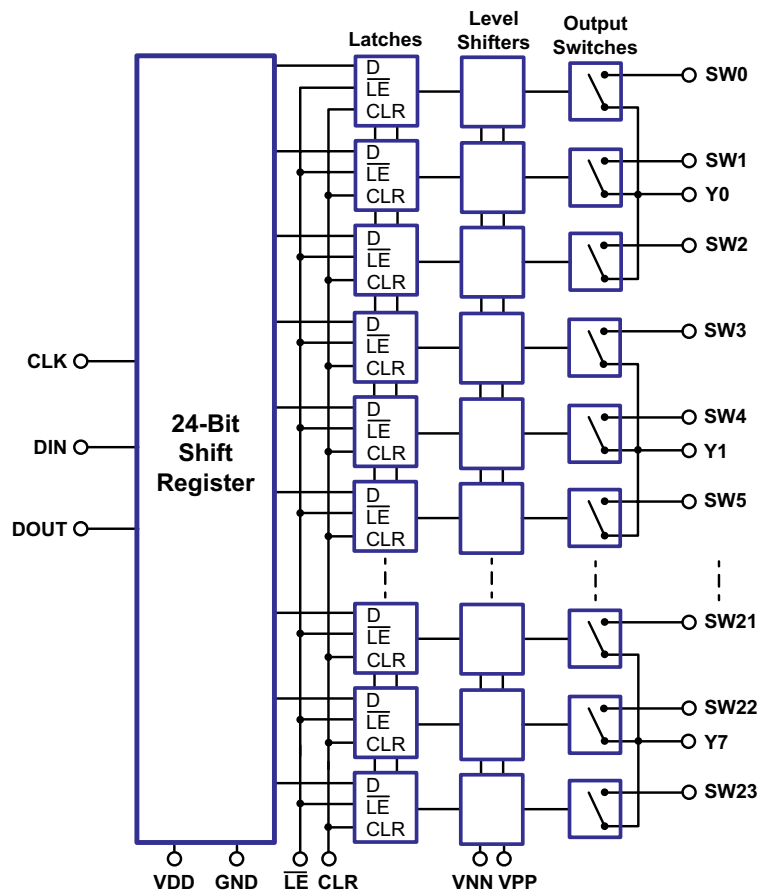 Latches
Level
Shifters
Output
Switches
D
LE
CLR
SW0
D
LE
CLR
SW1
Y0
D
LE
CLR
SW2
D
LE
CLR
SW3
CLK
D
LE
CLR
SW4
Y1
24-Bit
Shift
Register
DIN
D
LE
CLR
SW5
DOUT
D
LE
CLR
SW21
D
LE
CLR
SW22
Y7
D
LE
CLR
SW23
VDD GND LE CLR VNN VPP